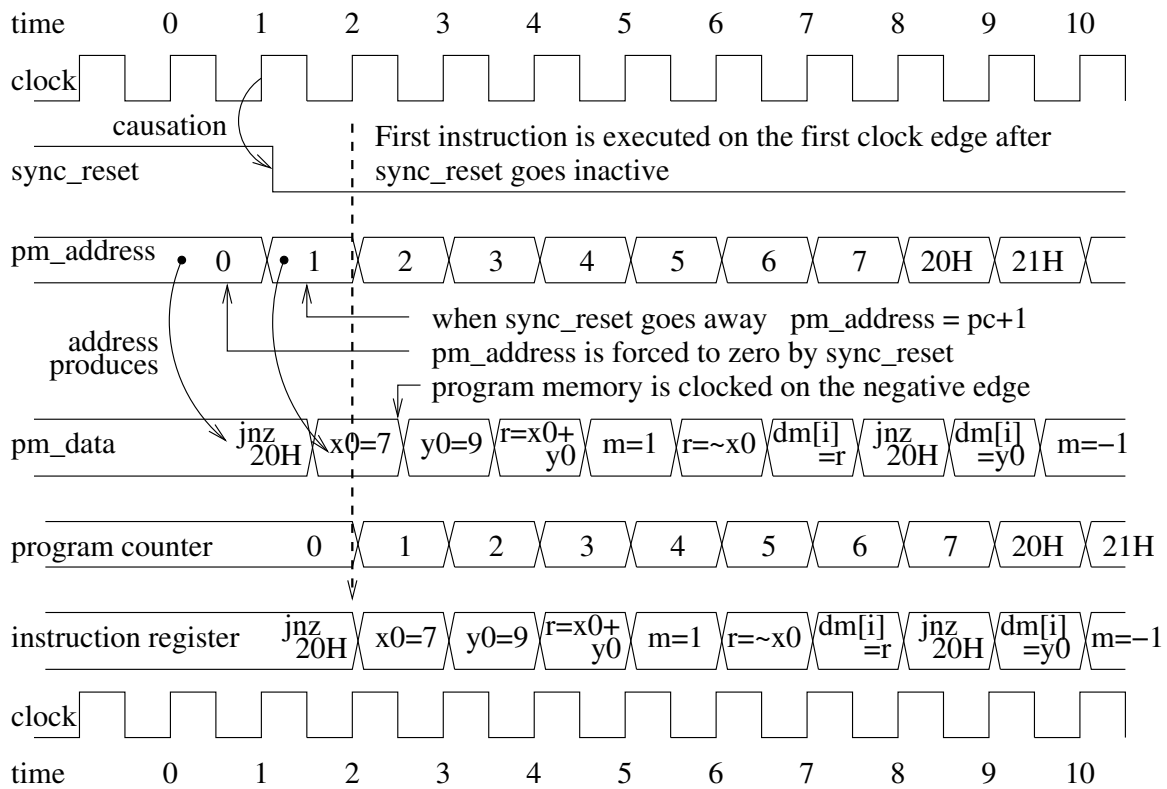 time 0 1 2 3 4 5 6 7 8 9 10
clock
causation
First instruction is executed on the first clock edge after
sync_reset goes inactive
sync_reset
pm_address 0 1 2 3 4 5 6 7 20H 21H
when sync_reset goes away pm_address = pc+1
address
produces
pm_address is forced to zero by sync_reset
program memory is clocked on the negative edge
pm_data jnz 20H x0=7 y0=9 r=x0+ y0 m=1 r=~x0 dm[i] =r jnz 20H dm[i] =y0 m=−1
program counter 0 1 2 3 4 5 6 7 20H 21H
instruction register jnz 20H x0=7 y0=9 r=x0+ y0 m=1 r=~x0 dm[i] =r jnz 20H dm[i] =y0 m=−1
clock
time 0 1 2 3 4 5 6 7 8 9 10